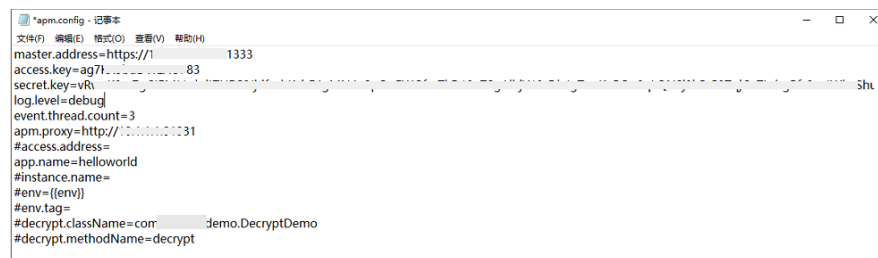 *apm.config - 记事本
文件(F) 编辑(E) 格式(O) 查看(V) 帮助(H)
master.address=https://1 1333
access.key=ag7 83
secret.key=vR
log.level=debug
event.thread.count=3
apm.proxy=http:// 31
#access.address=
app.name=helloworld
#instance.name=
#env={{env}}
#env.tag=
#decrypt.className=com demo.DecryptDemo
#decrypt.methodName=decrypt